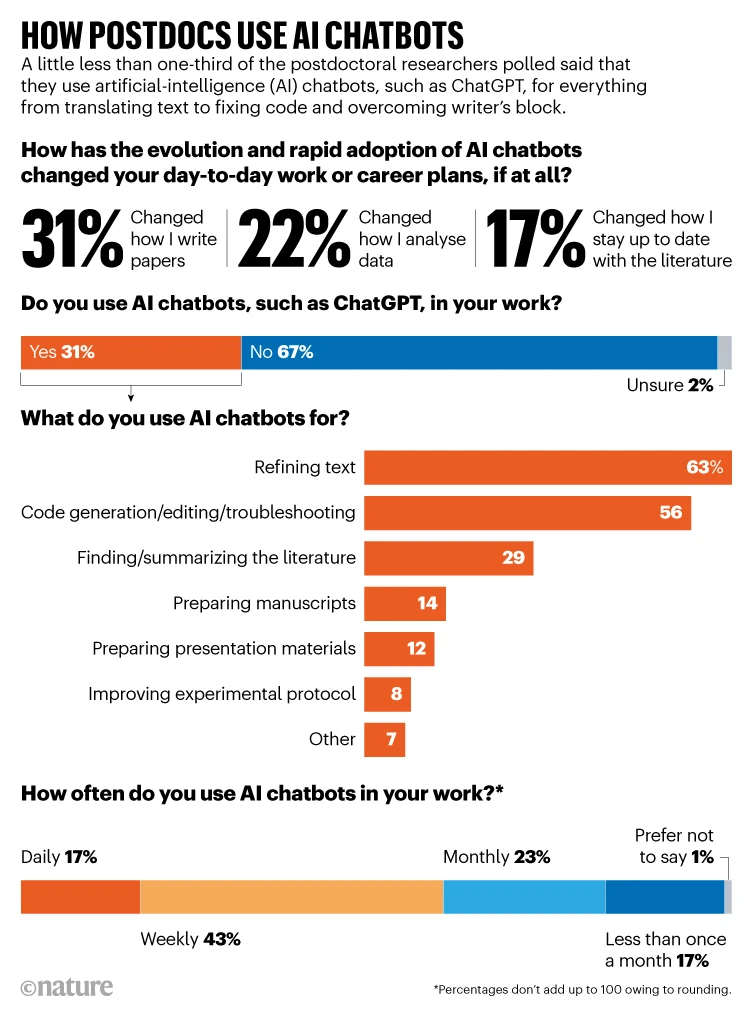 HOW POSTDOCS USE AI CHATBOTS
A little less than one-third of the postdoctoral researchers polled said that
they use artificial-intelligence (AI) chatbots, such as ChatGPT, for everything
from translating text to fixing code and overcoming writer’s block.
How has the evolution and rapid adoption of AI chatbots
changed your day-to-day work or career plans, if at all?
31%
Changed
how I write
papers
22%
Changed
how I analyse
data
17%
Changed how I
stay up to date
with the literature
Do you use AI chatbots, such as ChatGPT, in your work?
Yes 31%
No 67%
Unsure 2%
What do you use AI chatbots for?
Refining text 63%
Code generation/editing/troubleshooting 56
Finding/summarizing the literature 29
Preparing manuscripts 14
Preparing presentation materials 12
Improving experimental protocol 8
Other 7
How often do you use AI chatbots in your work?*
Daily 17%
Weekly 43%
Monthly 23%
Less than once
a month 17%
Prefer not
to say 1%
©nature
*Percentages don’t add up to 100 owing to rounding.